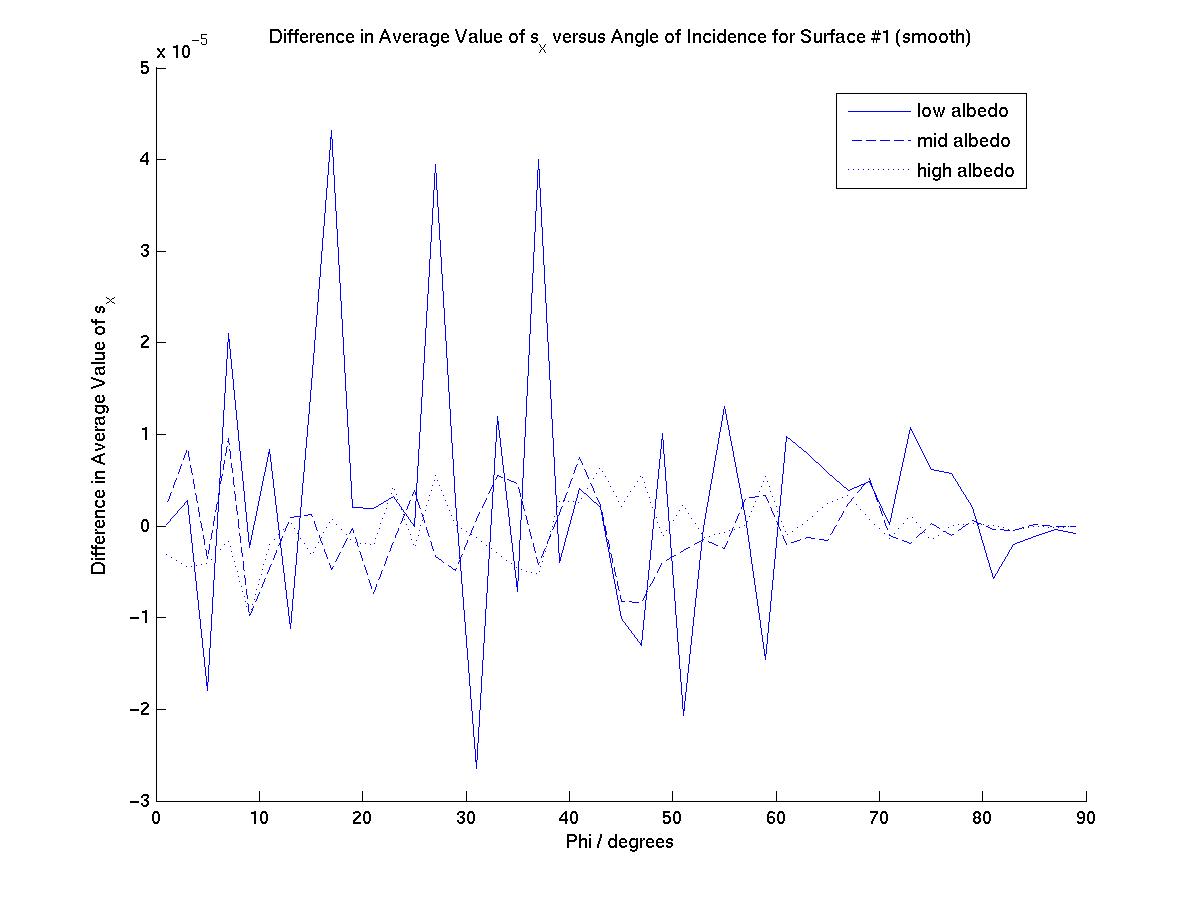 Difference in Average Value of s_x versus Angle of Incidence for Surface #1 (smooth)
x 10^-5
5
4
3
2
1
0
−1
−2
−3
Difference in Average Value of s_x
low albedo
mid albedo
high albedo
0 10 20 30 40 50 60 70 80 90
Phi / degrees